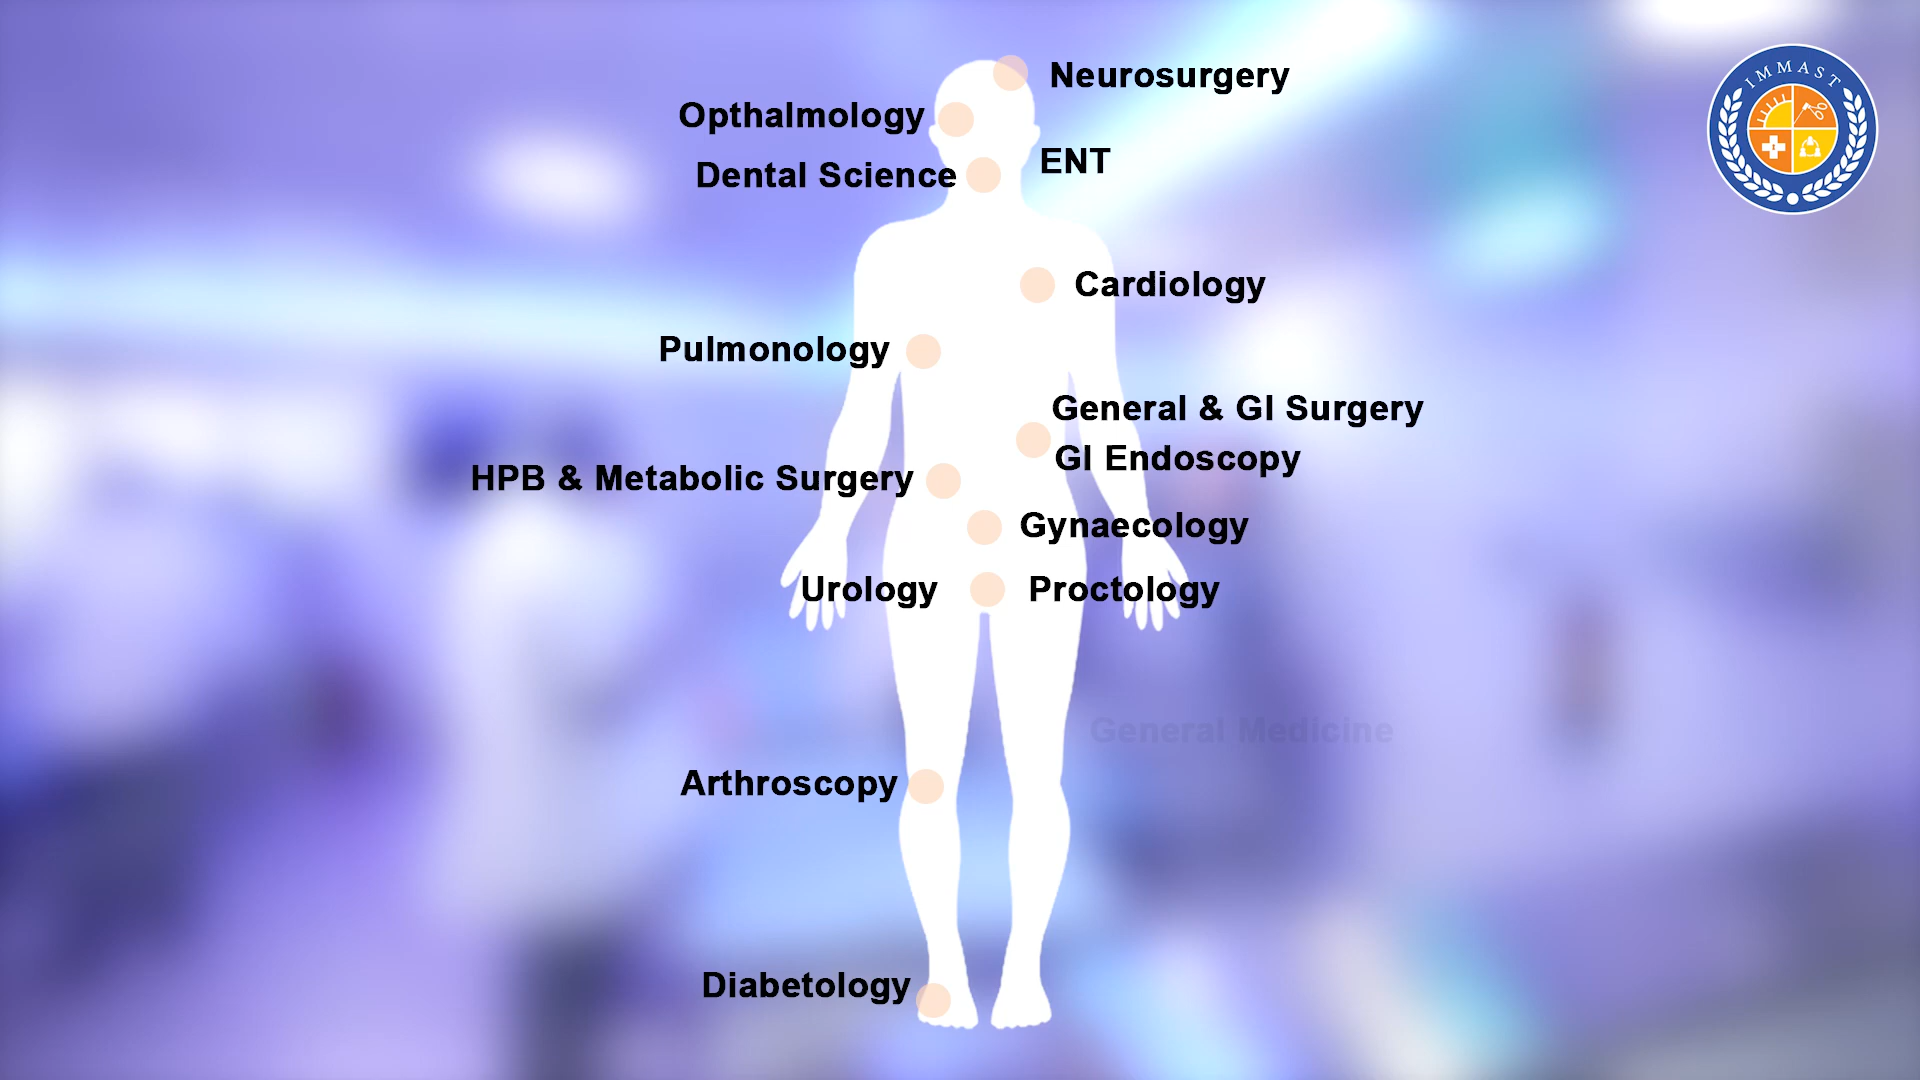 IMMAST
Neurosurgery
Opthalmology
ENT
Dental Science
Cardiology
Pulmonology
General & GI Surgery
GI Endoscopy
HPB & Metabolic Surgery
Gynaecology
Urology
Proctology
General Medicine
Arthroscopy
Diabetology